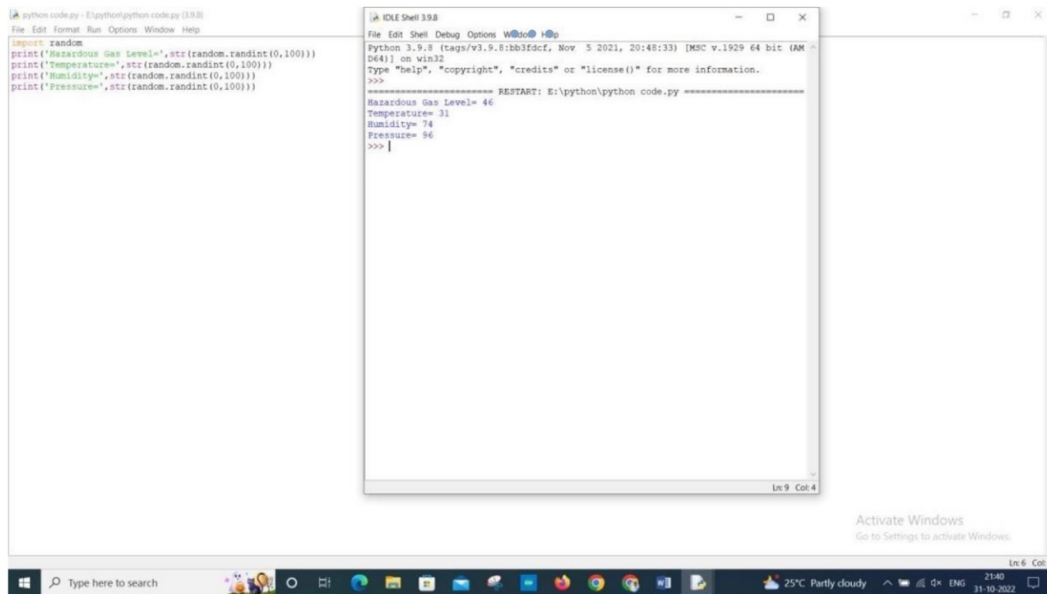 python code.py - E:\python\python code.py (3.9.8)
File Edit Format Run Options Window Help
import random
print('Hazardous Gas Level=',str(random.randint(0,100)))
print('Temperature=',str(random.randint(0,100)))
print('Humidity=',str(random.randint(0,100)))
print('Pressure=',str(random.randint(0,100)))
IDLE Shell 3.9.8
File Edit Shell Debug Options Window Help
Python 3.9.8 (tags/v3.9.8:bb3fdcf, Nov  5 2021, 20:48:33) [MSC v.1929 64 bit (AM
D64)] on win32
Type "help", "copyright", "credits" or "license()" for more information.
>>>
====================== RESTART: E:\python\python code.py =====================
Hazardous Gas Level= 46
Temperature= 31
Humidity= 74
Pressure= 96
>>>
Ln: 9 Col: 4
Activate Windows
Go to Settings to activate Windows.
Ln: 6 Col:
Type here to search
25°C Partly cloudy
ENG
21:40
31-10-2022